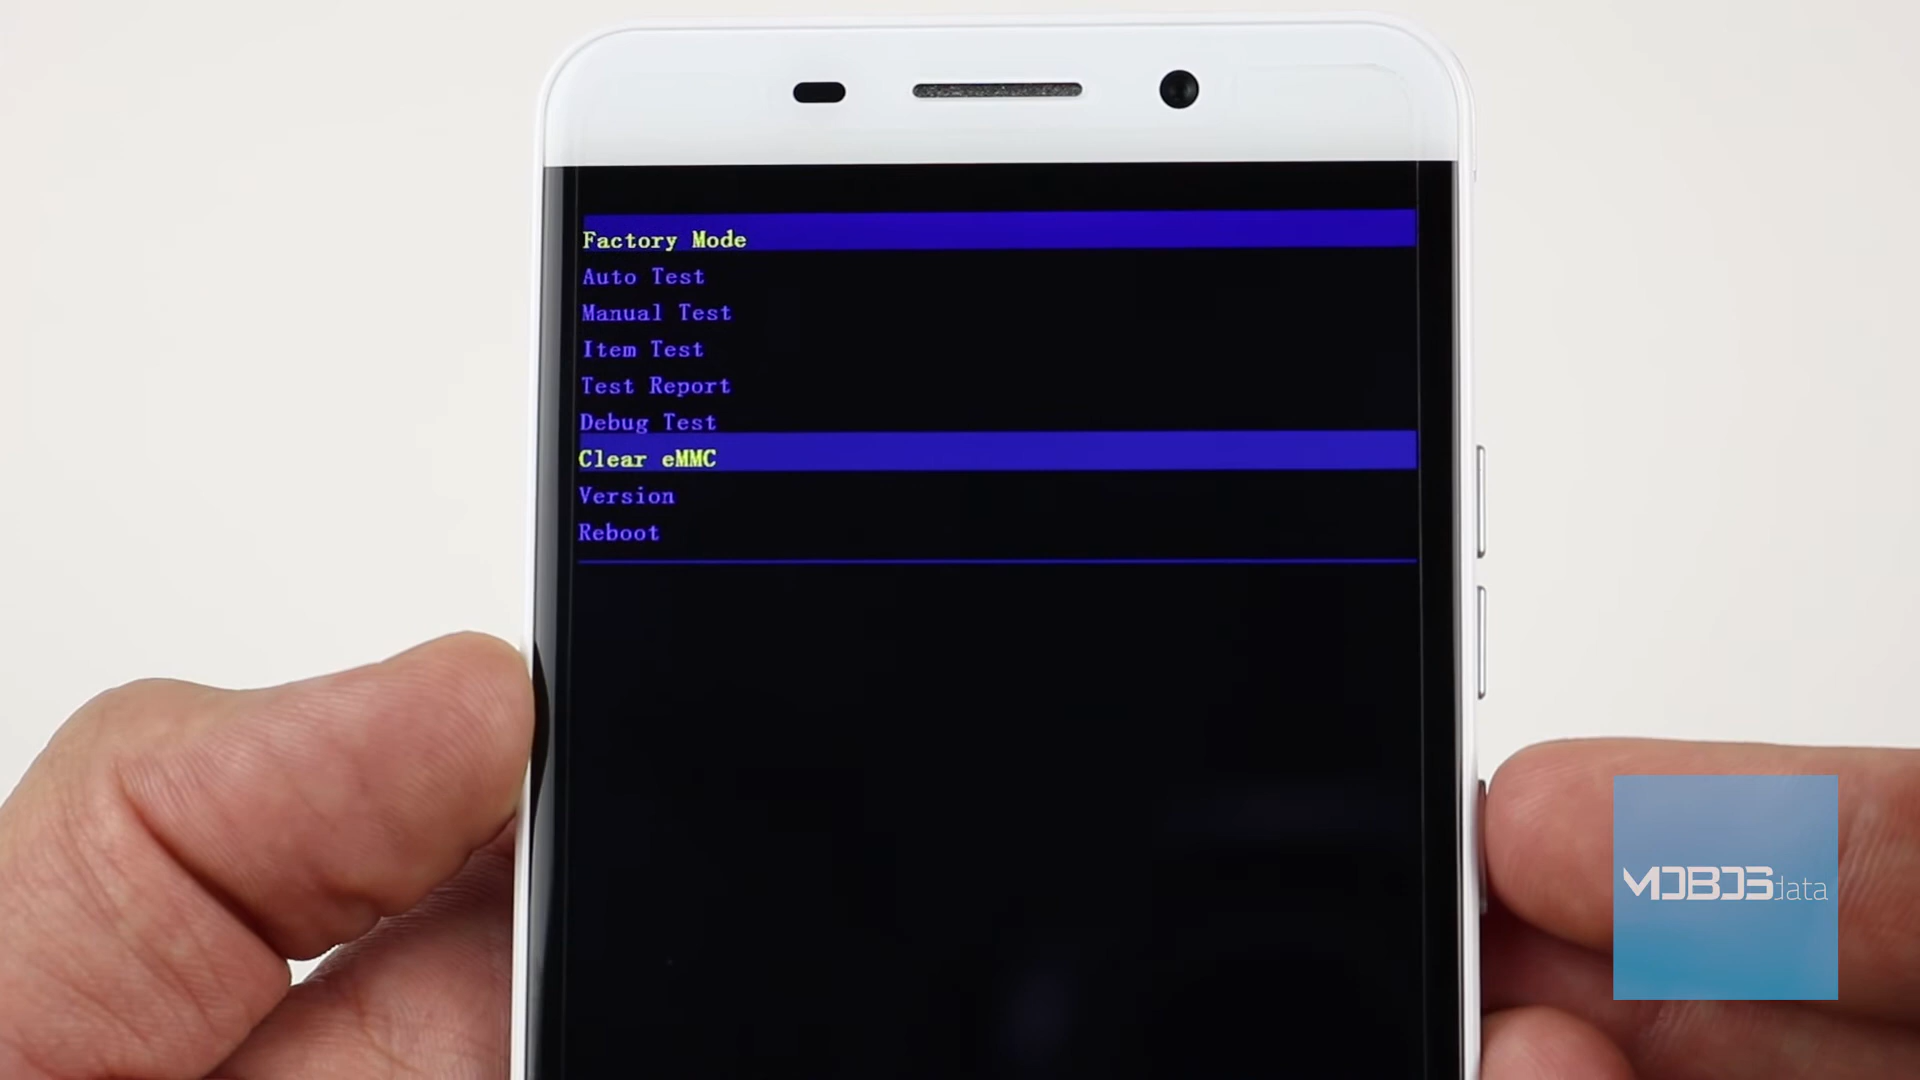 Factory Mode
Auto Test
Manual Test
Item Test
Test Report
Debug Test
Clear eMMC
Version
Reboot
MOBOSdata